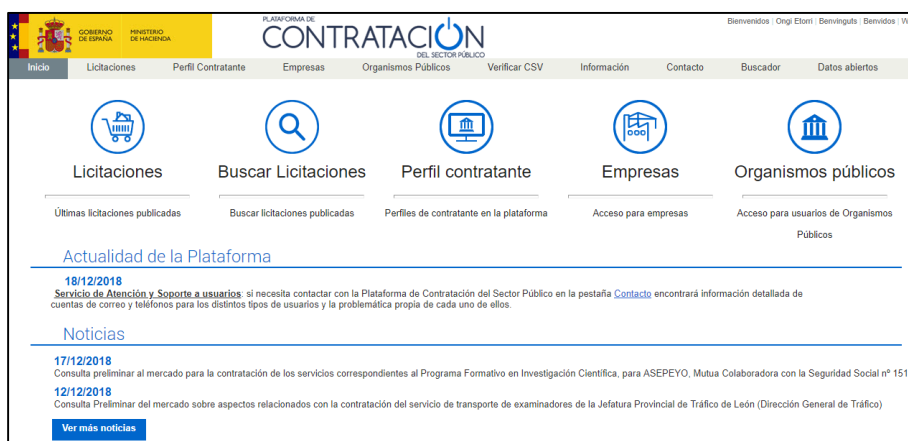 GOBIERNO DE ESPAÑA
MINISTERIO DE HACIENDA
PLATAFORMA DE
CONTRATACIÓN
DEL SECTOR PÚBLICO
Bienvenidos | Ongi Etorri | Benvinguts | Benvidos |
Inicio Licitaciones Perfil Contratante Empresas Organismos Públicos Verificar CSV Información Contacto Buscador Datos abiertos
Licitaciones Buscar Licitaciones Perfil contratante Empresas Organismos públicos
Últimas licitaciones publicadas Buscar licitaciones publicadas Perfiles de contratante en la plataforma Acceso para empresas Acceso para usuarios de Organismos
Públicos
Actualidad de la Plataforma
18/12/2018
Servicio de Atención y Soporte a usuarios: si necesita contactar con la Plataforma de Contratación del Sector Público en la pestaña Contacto encontrará información detallada de
cuentas de correo y teléfonos para los distintos tipos de usuarios y la problemática propia de cada uno de ellos.
Noticias
17/12/2018
Consulta preliminar al mercado para la contratación de los servicios correspondientes al Programa Formativo en Investigación Científica, para ASEPEYO, Mutua Colaboradora con la Seguridad Social nº 151
12/12/2018
Consulta Preliminar del mercado sobre aspectos relacionados con la contratación del servicio de transporte de examinadores de la Jefatura Provincial de Tráfico de León (Dirección General de Tráfico)
Ver más noticias